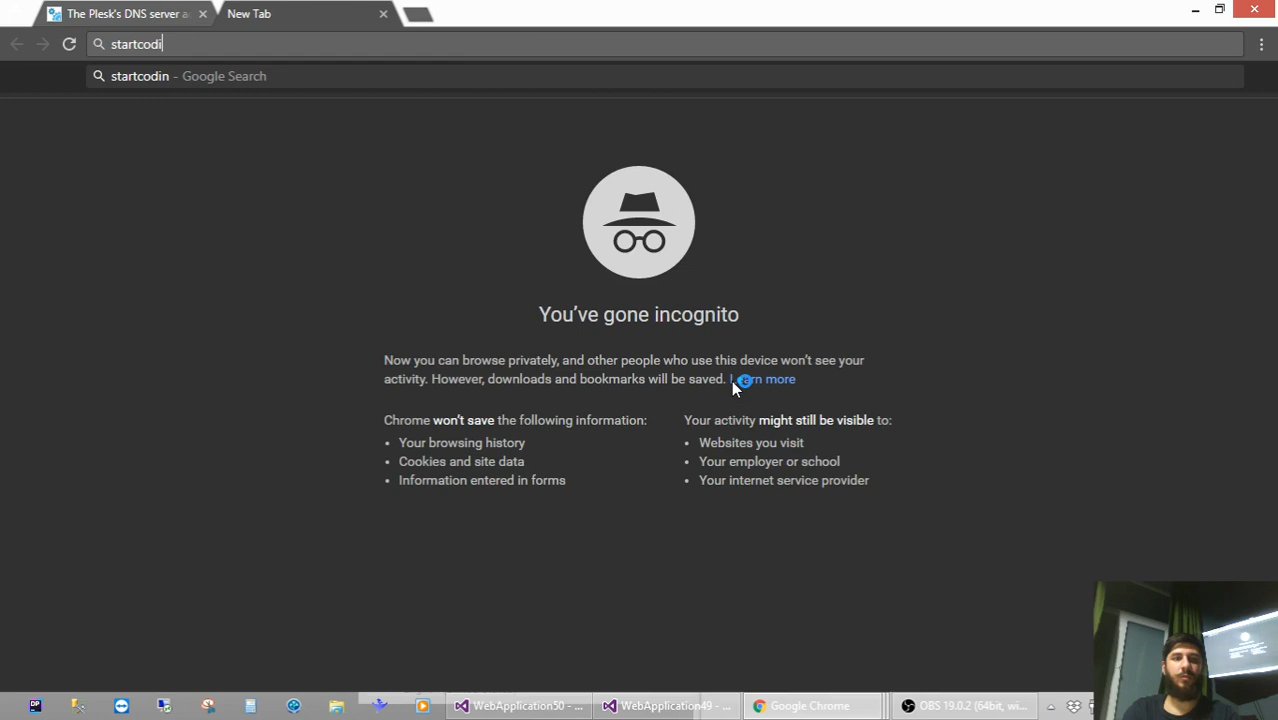 The Plesk's DNS server a
New Tab
startcodi
startcodin - Google Search
You've gone incognito
Now you can browse privately, and other people who use this device won't see your
activity. However, downloads and bookmarks will be saved. Learn more
Chrome won't save the following information:
• Your browsing history
• Cookies and site data
• Information entered in forms
Your activity might still be visible to:
• Websites you visit
• Your employer or school
• Your internet service provider
DP
WebApplication50 - ...
WebApplication49 - ...
Google Chrome
OBS 19.0.2 (64bit, wi...